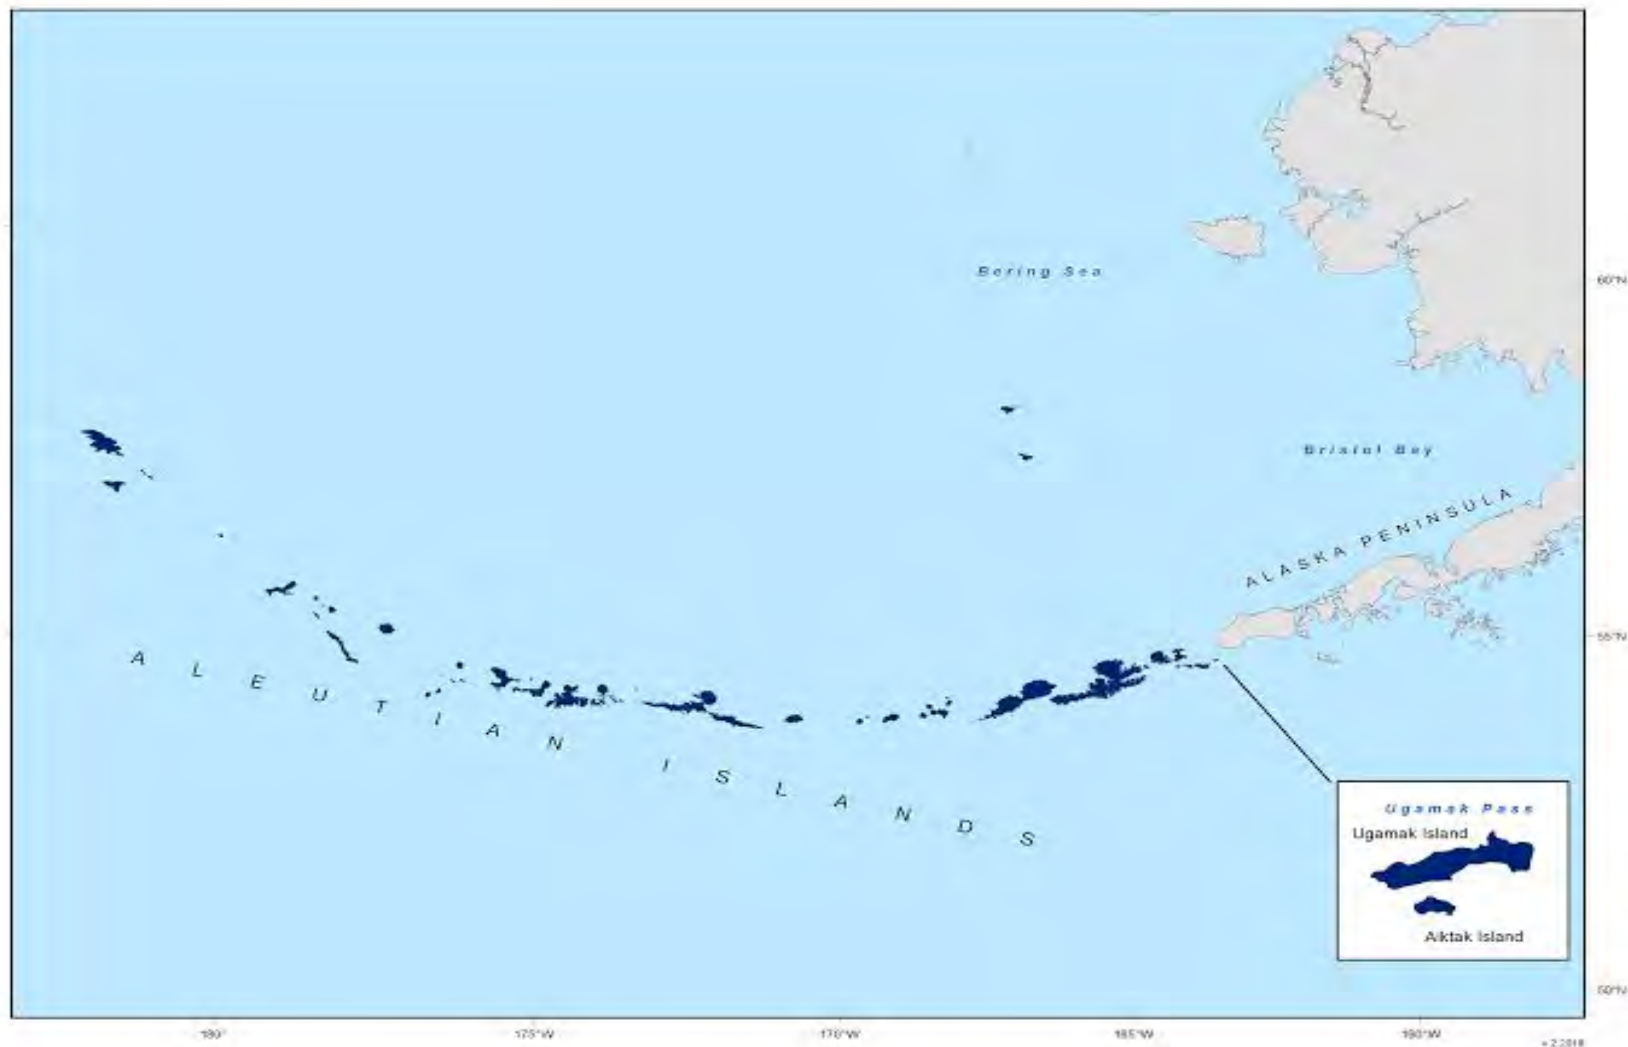 Bering Sea
60°N
Bristol Bay
ALASKA PENINSULA
55°N
ALEUTIAN ISLANDS
Ugamak Pass
Ugamak Island
Aiktak Island
50°N
180°
175°W
170°W
165°W
160°W